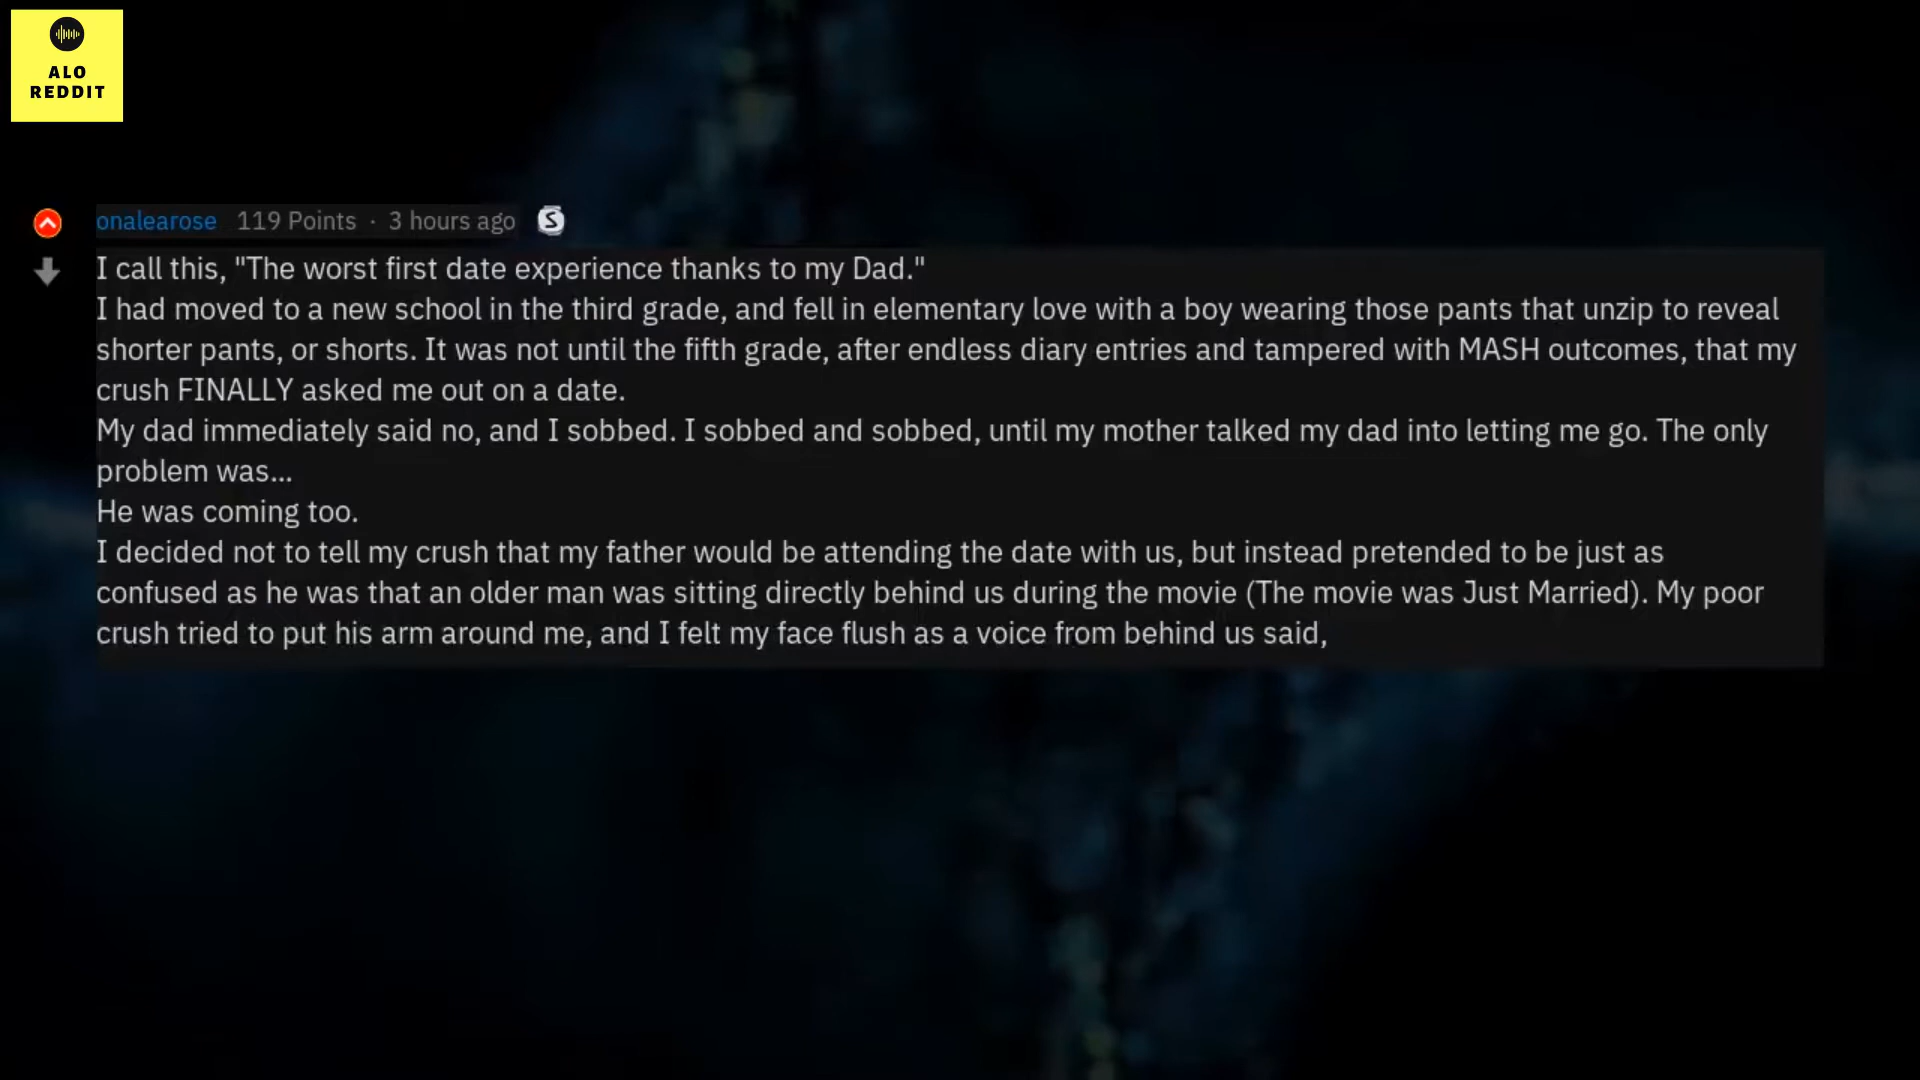 ALO
REDDIT
onalearose 119 Points · 3 hours ago
I call this, "The worst first date experience thanks to my Dad."
I had moved to a new school in the third grade, and fell in elementary love with a boy wearing those pants that unzip to reveal
shorter pants, or shorts. It was not until the fifth grade, after endless diary entries and tampered with MASH outcomes, that my
crush FINALLY asked me out on a date.
My dad immediately said no, and I sobbed. I sobbed and sobbed, until my mother talked my dad into letting me go. The only
problem was...
He was coming too.
I decided not to tell my crush that my father would be attending the date with us, but instead pretended to be just as
confused as he was that an older man was sitting directly behind us during the movie (The movie was Just Married). My poor
crush tried to put his arm around me, and I felt my face flush as a voice from behind us said,